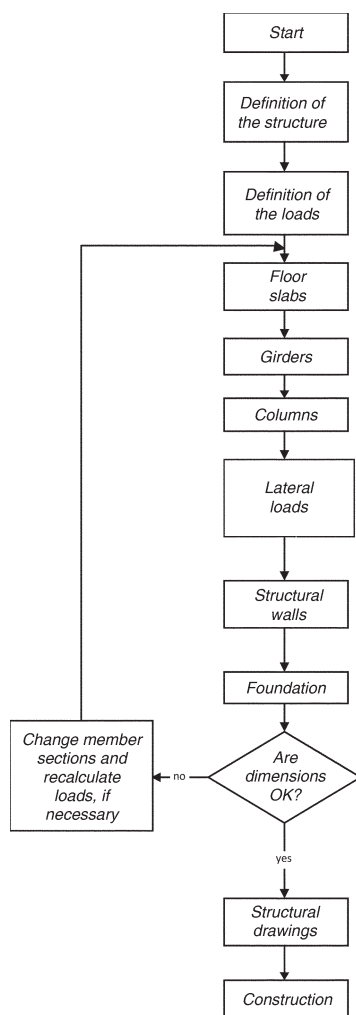 Start
Definition of
the structure
Definition of
the loads
Floor
slabs
Girders
Columns
Lateral
loads
Structural
walls
Foundation
Are
dimensions
OK?
no
Change member
sections and
recalculate
loads, if
necessary
yes
Structural
drawings
Construction